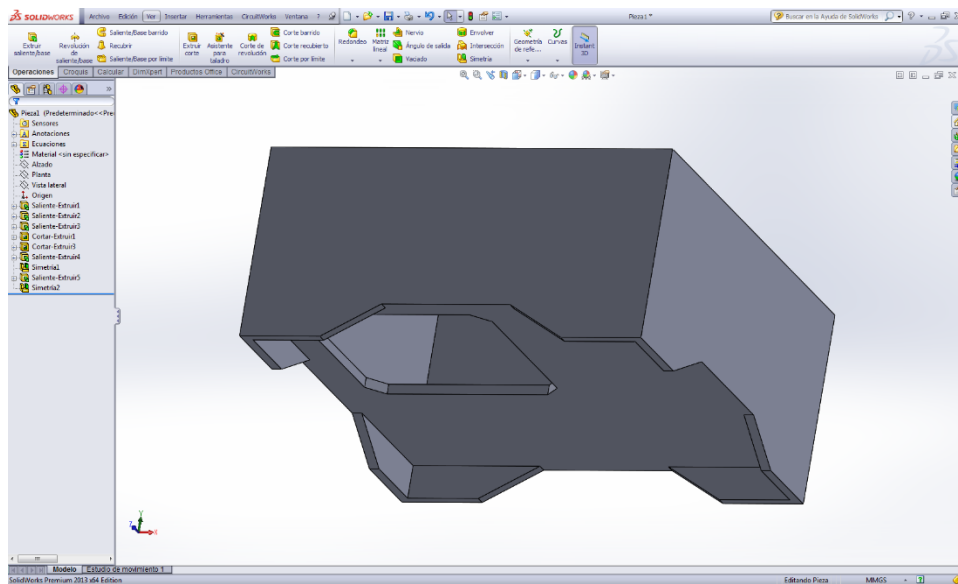 SOLIDWORKS Archivo Edición Ver Insertar Herramientas CircuitWorks Ventana ? Pieza1 * Buscar en la Ayuda de SolidWorks
Extruir saliente/base
Revolución de saliente/base
Saliente/Base barrido
Recubrir
Saliente/Base por límite
Extruir corte
Asistente para taladro
Corte de revolución
Corte barrido
Corte recubierto
Corte por límite
Redondeo
Matriz lineal
Nervio
Ángulo de salida
Vaciado
Envolver
Intersección
Simetría
Geometría de refe...
Curvas
Instant 3D
Operaciones Croquis Calcular DimXpert Productos Office CircuitWorks
Pieza1 (Predeterminado<<Pre
Sensores
Anotaciones
Ecuaciones
Material <sin especificar>
Alzado
Planta
Vista lateral
Origen
Saliente-Extruir1
Saliente-Extruir2
Saliente-Extruir3
Cortar-Extruir1
Cortar-Extruir3
Saliente-Extruir4
Simetría1
Saliente-Extruir5
Simetría2
Y
Z
X
Modelo Estudio de movimiento 1
SolidWorks Premium 2013 x64 Edition Editando Pieza MMGS